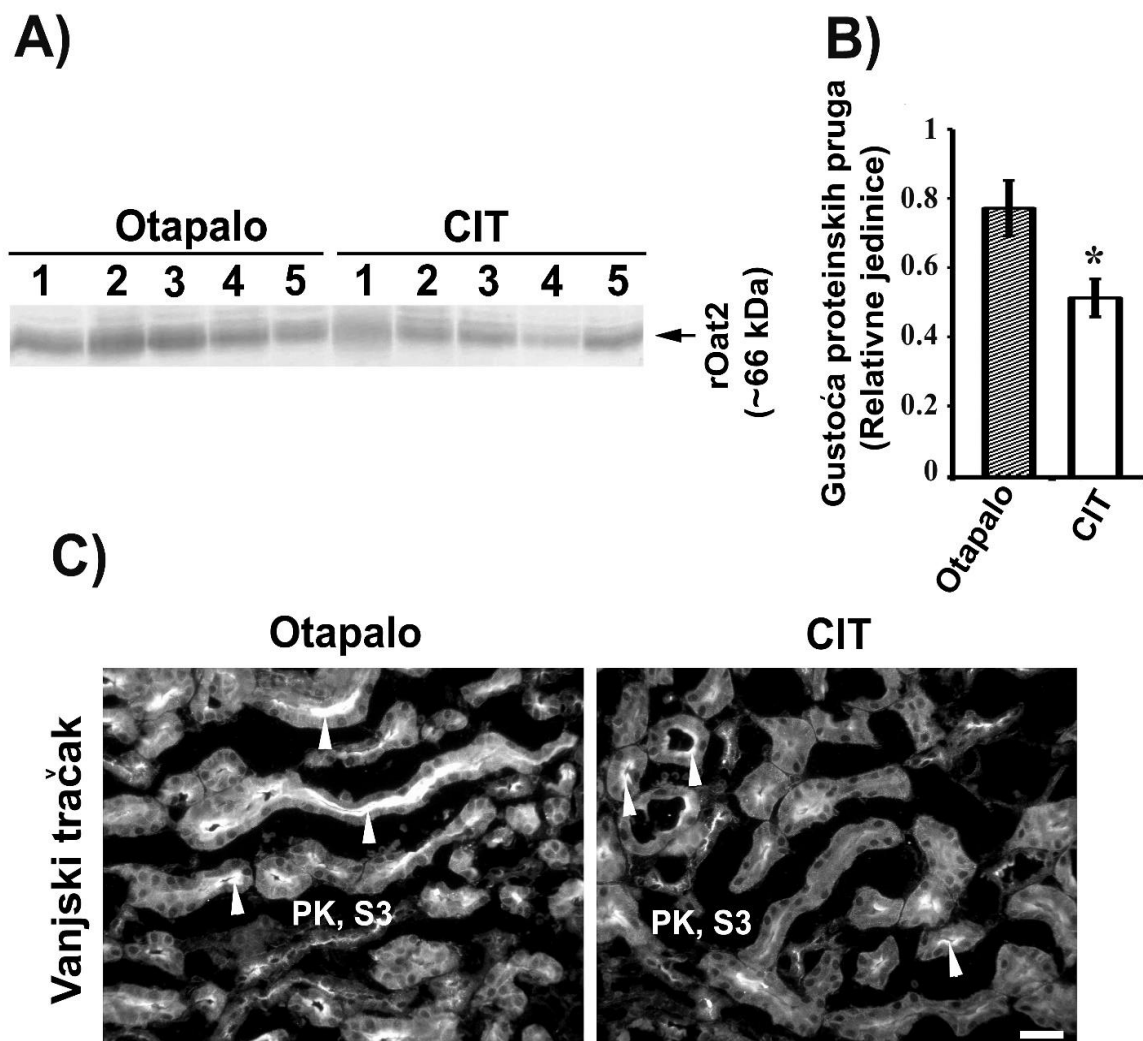 A)
Otapalo CIT
1 2 3 4 5 1 2 3 4 5
rOat2
(~66 kDa)
B)
Gustoća proteinskih pruga
(Relativne jedinice)
1
0.8
0.6
0.4
0.2
0
*
Otapalo
CIT
C)
Otapalo CIT
Vanjski tračak
PK, S3
PK, S3